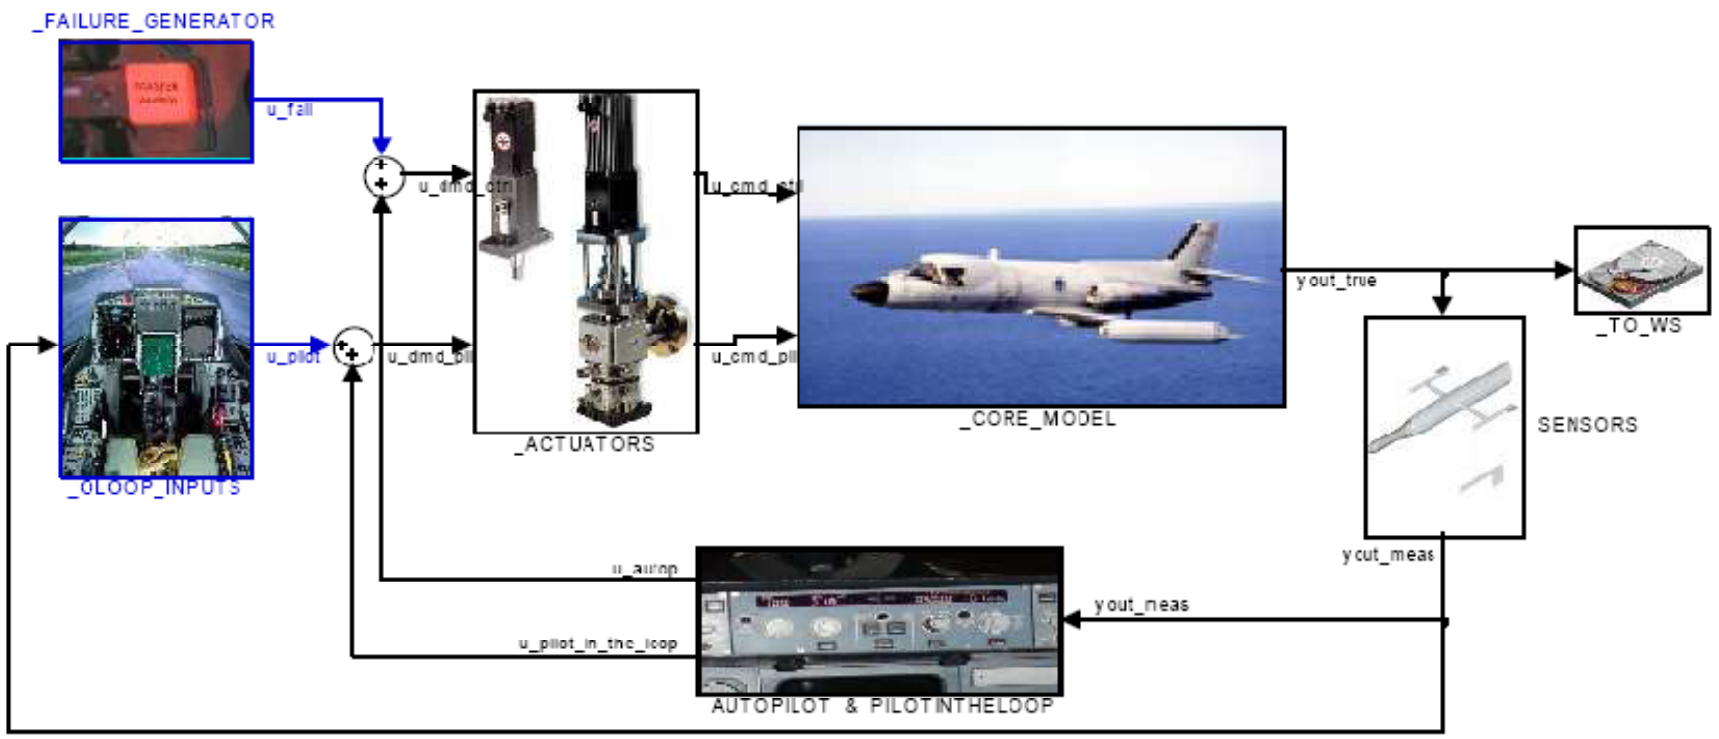 _FAILURE_GENERATOR
u_fail
u_dmd_ctrl
u_cmd_ctrl
yout_true
_TO_WS
u_pilot
u_dmd_pil
u_cmd_pil
_CORE_MODEL
SENSORS
_ACTUATORS
_OLOOP_INPUTS
yout_meas
u_autop
yout_meas
u_pilot_in_the_loop
AUTOPILOT & PILOTINTHELOOP